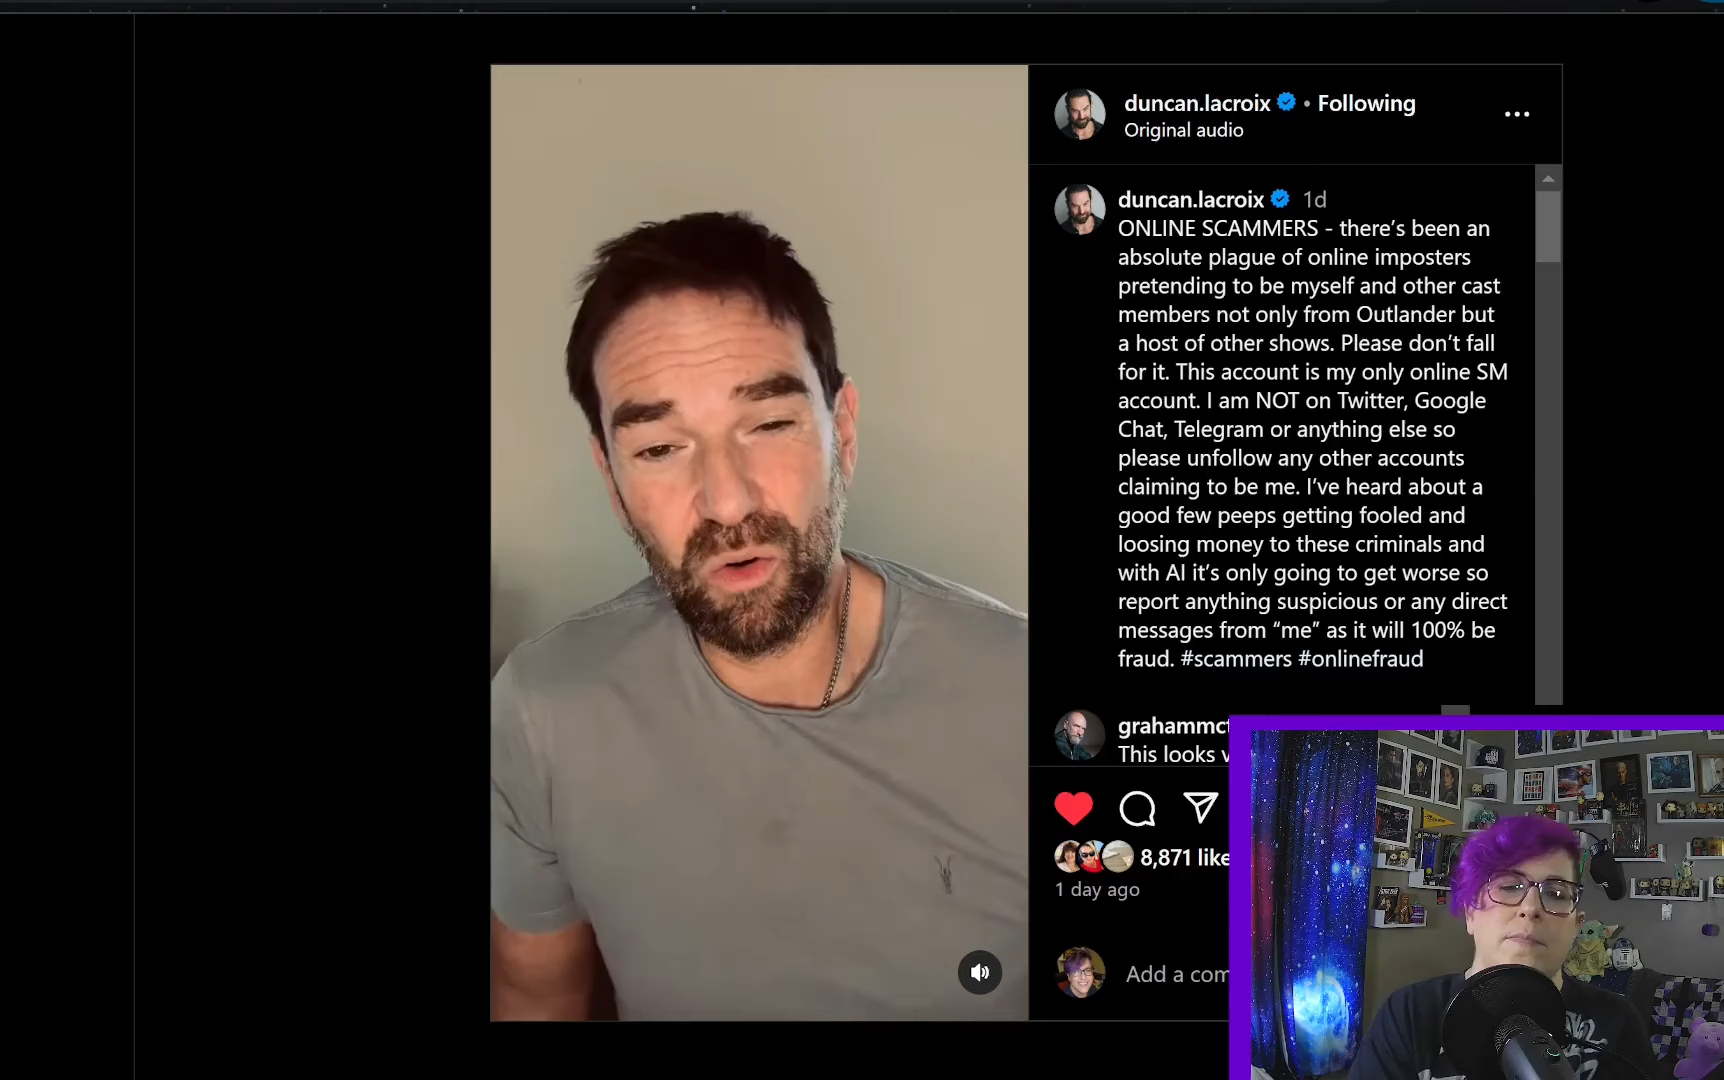 duncan.lacroix • Following
Original audio
duncan.lacroix 1d
ONLINE SCAMMERS - there's been an
absolute plague of online imposters
pretending to be myself and other cast
members not only from Outlander but
a host of other shows. Please don't fall
for it. This account is my only online SM
account. I am NOT on Twitter, Google
Chat, Telegram or anything else so
please unfollow any other accounts
claiming to be me. I've heard about a
good few peeps getting fooled and
loosing money to these criminals and
with AI it's only going to get worse so
report anything suspicious or any direct
messages from “me” as it will 100% be
fraud. #scammers #onlinefraud
grahammc
This looks
8,871 like
1 day ago
Add a com